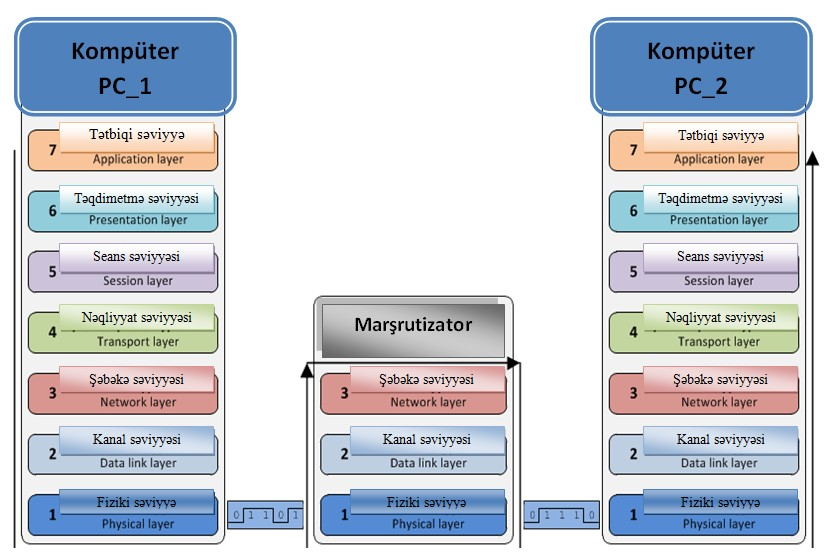 Kompüter
PC_1
7
Tətbiqi səviyyə
Application layer
6
Təqdimetmə səviyyəsi
Presentation layer
5
Seans səviyyəsi
Session layer
4
Nəqliyyat səviyyəsi
Transport layer
3
Şəbəkə səviyyəsi
Network layer
2
Kanal səviyyəsi
Data link layer
1
Fiziki səviyyə
Physical layer
0 1 1 0 1
Marşrutizator
3
Şəbəkə səviyyəsi
Network layer
2
Kanal səviyyəsi
Data link layer
1
Fiziki səviyyə
Physical layer
0 1 1 1 0
Kompüter
PC_2
7
Tətbiqi səviyyə
Application layer
6
Təqdimetmə səviyyəsi
Presentation layer
5
Seans səviyyəsi
Session layer
4
Nəqliyyat səviyyəsi
Transport layer
3
Şəbəkə səviyyəsi
Network layer
2
Kanal səviyyəsi
Data link layer
1
Fiziki səviyyə
Physical layer